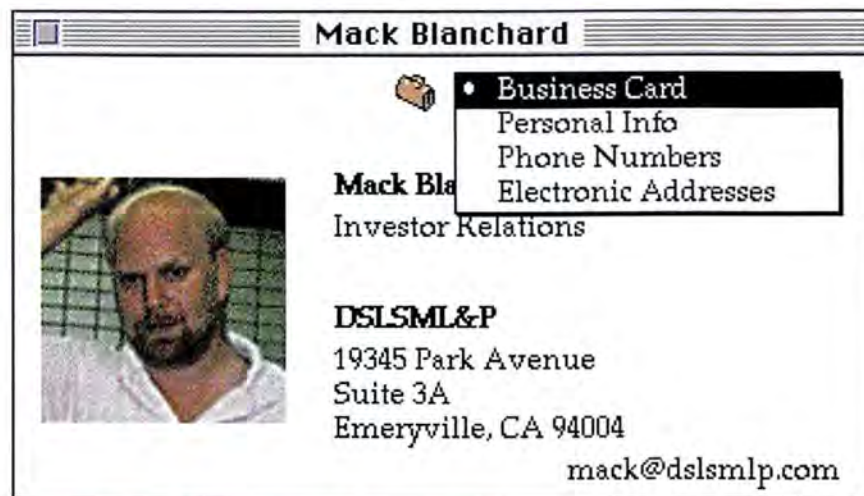 Mack Blanchard
• Business Card
Personal Info
Phone Numbers
Electronic Addresses
Mack Bla
Investor Relations
DSLSML&P
19345 Park Avenue
Suite 3A
Emeryville, CA 94004
mack@dslsmlp.com